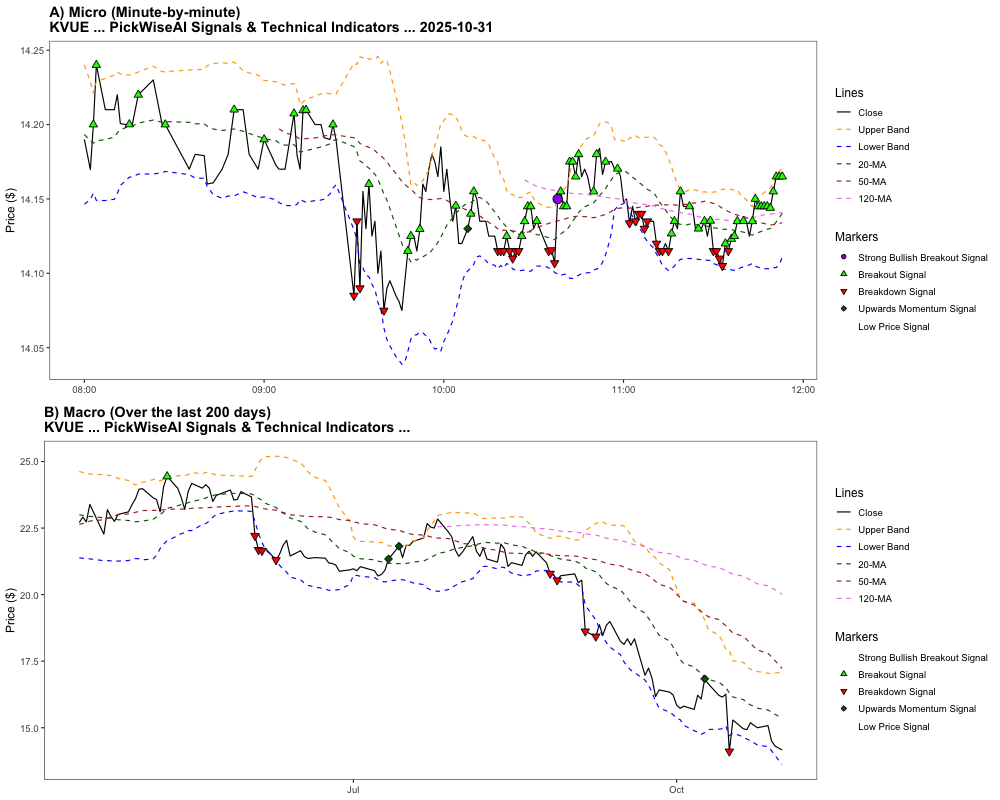 A) Micro (Minute-by-minute)
KVUE ... PickWiseAI Signals & Technical Indicators ... 2025-10-31
Price ($)
14.25
14.20
14.15
14.10
14.05
08:00
09:00
10:00
11:00
12:00
Lines
Close
Upper Band
Lower Band
20-MA
50-MA
120-MA
Markers
Strong Bullish Breakout Signal
Breakout Signal
Breakdown Signal
Upwards Momentum Signal
Low Price Signal
B) Macro (Over the last 200 days)
KVUE ... PickWiseAI Signals & Technical Indicators ...
Price ($)
25.0
22.5
20.0
17.5
15.0
Jul
Oct
Lines
Close
Upper Band
Lower Band
20-MA
50-MA
120-MA
Markers
Strong Bullish Breakout Signal
Breakout Signal
Breakdown Signal
Upwards Momentum Signal
Low Price Signal